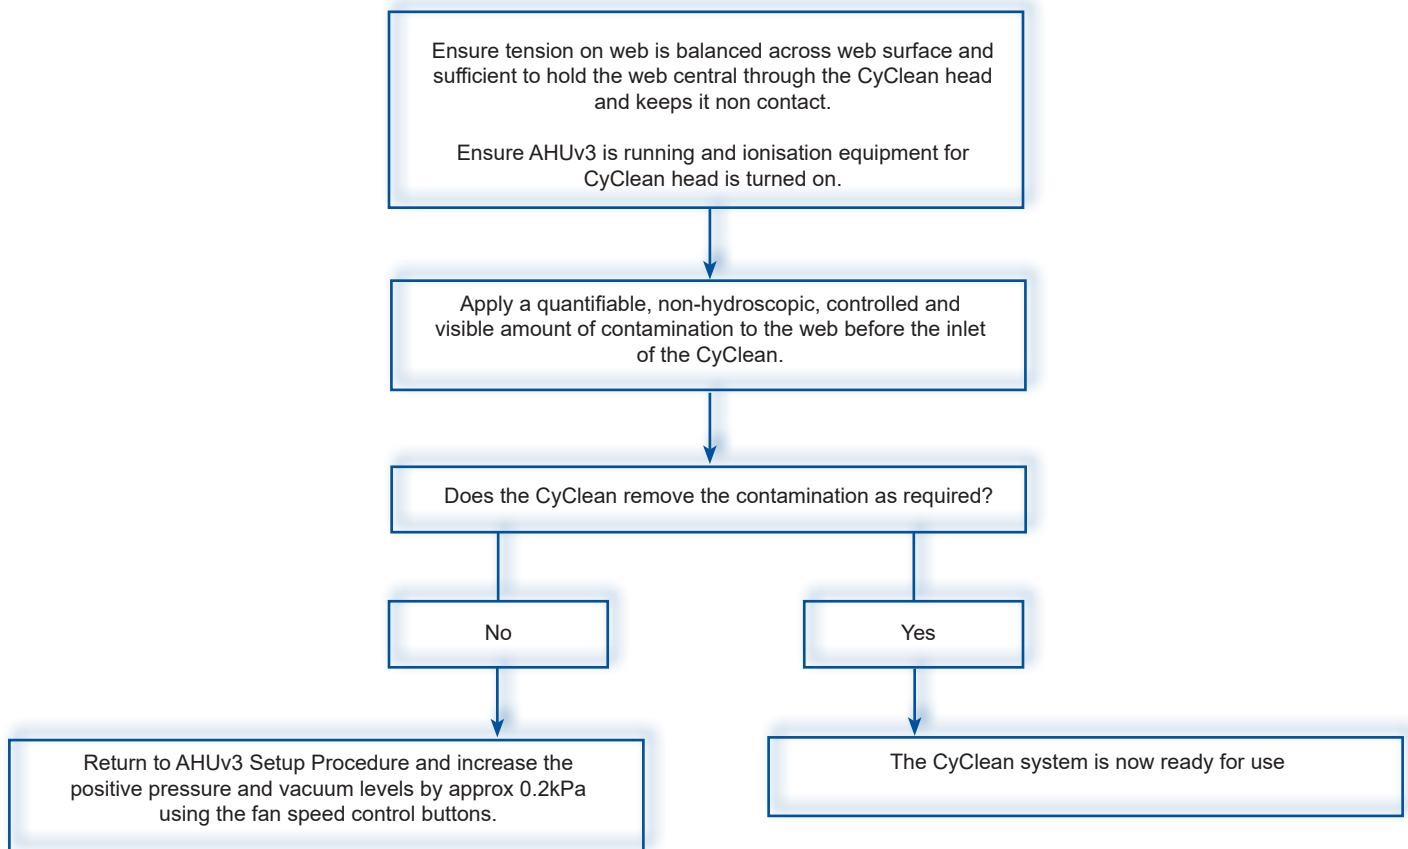 Ensure tension on web is balanced across web surface and
sufficient to hold the web central through the CyClean head
and keeps it non contact.
Ensure AHUv3 is running and ionisation equipment for
CyClean head is turned on.
Apply a quantifiable, non-hydroscopic, controlled and
visible amount of contamination to the web before the inlet
of the CyClean.
Does the CyClean remove the contamination as required?
No
Yes
Return to AHUv3 Setup Procedure and increase the
positive pressure and vacuum levels by approx 0.2kPa
using the fan speed control buttons.
The CyClean system is now ready for use